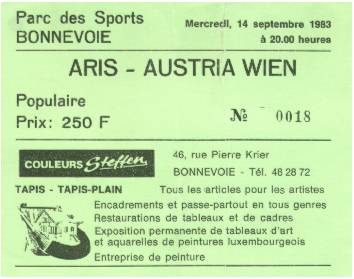 Parc des Sports
BONNEVOIE
Mercredi, 14 septembre 1983
à 20.00 heures
ARIS - AUSTRIA WIEN
Populaire
Prix: 250 F
№ 0018
COULEURS Steffen
46, rue Pierre Krier
BONNEVOIE - Tél. 48 28 72
TAPIS - TAPIS-PLAIN
Tous les articles pour les artistes
Encadrements et passe-partout en tous genres
Restaurations de tableaux et de cadres
Exposition permanente de tableaux d'art
et aquarelles de peintures luxembourgeois
Entreprise de peinture